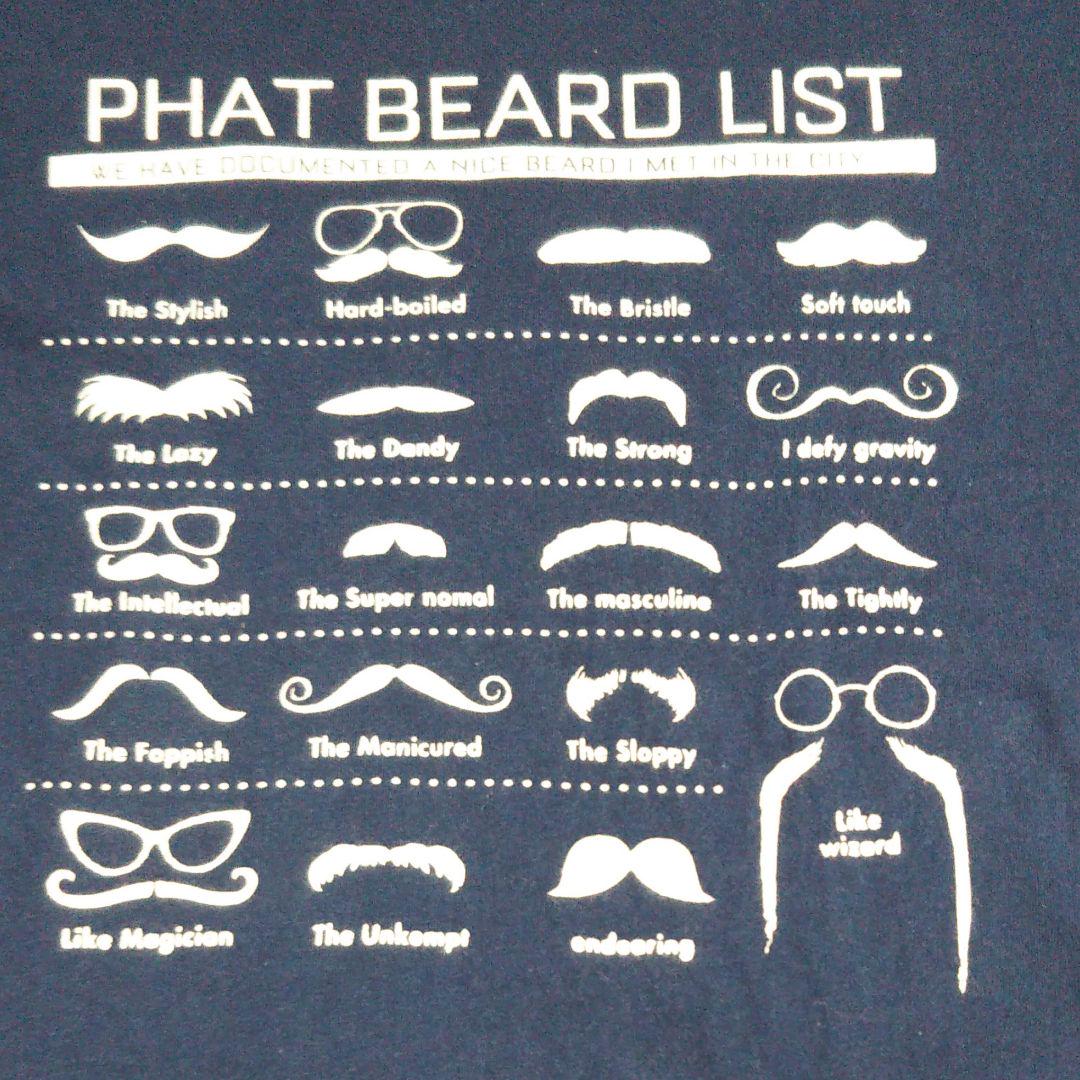 PHAT BEARD LIST
WE HAVE DOCUMENTED A NICE BEARD I MET IN THE CITY
The Stylish
Hard-boiled
The Bristle
Soft touch
The Lazy
The Dandy
The Strong
I defy gravity
The Intellectual
The Super nomal
The masculine
The Tightly
The Foppish
The Manicured
The Sloppy
Like
wizard
Like Magician
The Unkempt
endearing